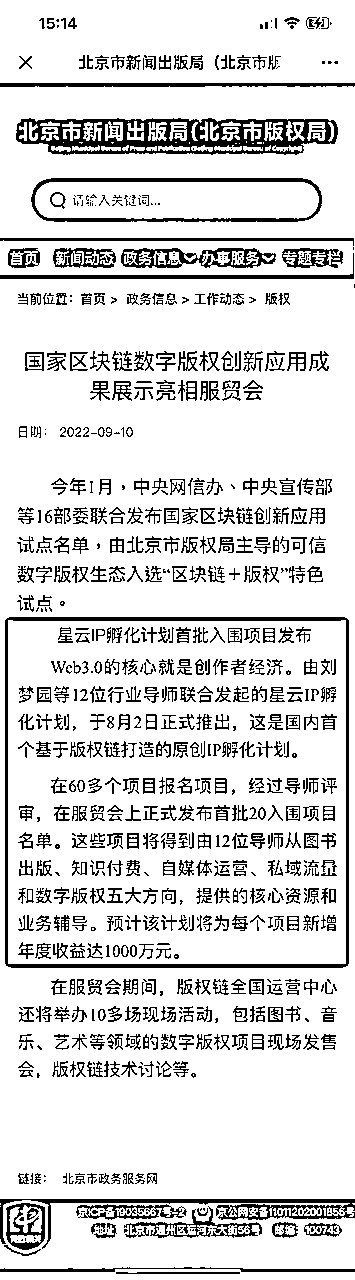 15:14
北京市新闻出版局（北京市版
北京市新闻出版局(北京市版权局)
请输入关键词...
首页 新闻动态 政务信息 办事服务 专题专栏
当前位置：首页 > 政务信息 > 工作动态 > 版权
国家区块链数字版权创新应用成
果展示亮相服贸会
日期： 2022-09-10
今年1月，中央网信办、中央宣传部
等16部委联合发布国家区块链创新应用
试点名单，由北京市版权局主导的可信
数字版权生态入选“区块链＋版权”特色
试点。
星云IP孵化计划首批入围项目发布
Web3.0的核心就是创作者经济。由刘
梦园等12位行业导师联合发起的星云IP孵
化计划，于8月2日正式推出，这是国内首
个基于版权链打造的原创IP孵化计划。
在60多个项目报名项目，经过导师评
审，在服贸会上正式发布首批20入围项目
名单。这些项目将得到由12位导师从图书
出版、知识付费、自媒体运营、私域流量
和数字版权五大方向，提供的核心资源和
业务辅导。预计该计划将为每个项目新增
年度收益达1000万元。
在服贸会期间，版权链全国运营中心
还将举办10多场现场活动，包括图书、音
乐、艺术等领域的数字版权项目现场发售
会，版权链技术讨论等。
链接： 北京市政务服务网
京ICP备19035667号-2 京公网安备11011202001856号
地址：北京市通州区运河东大街56号 邮编：100743